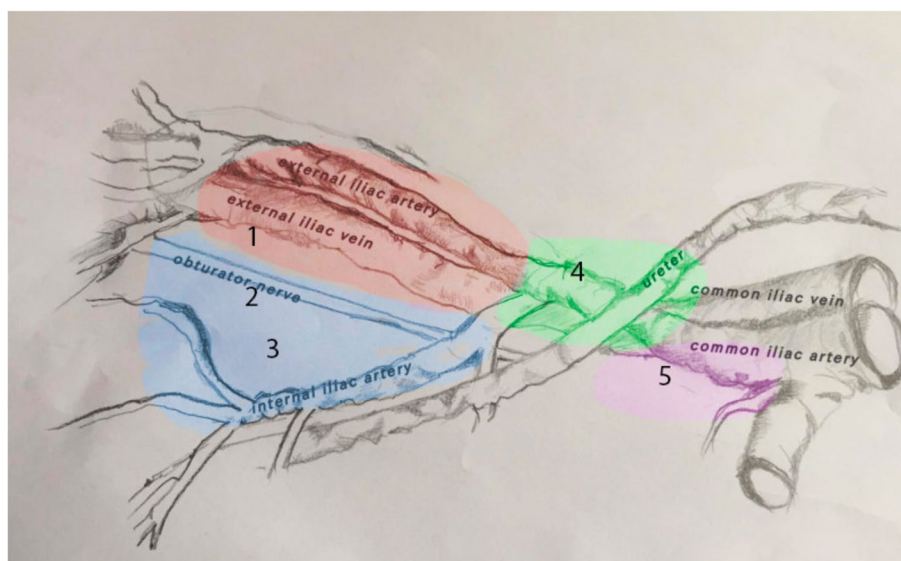 external iliac artery
external iliac vein
1
obturator nerve
2
3
internal iliac artery
4
ureter
common iliac vein
common iliac artery
5